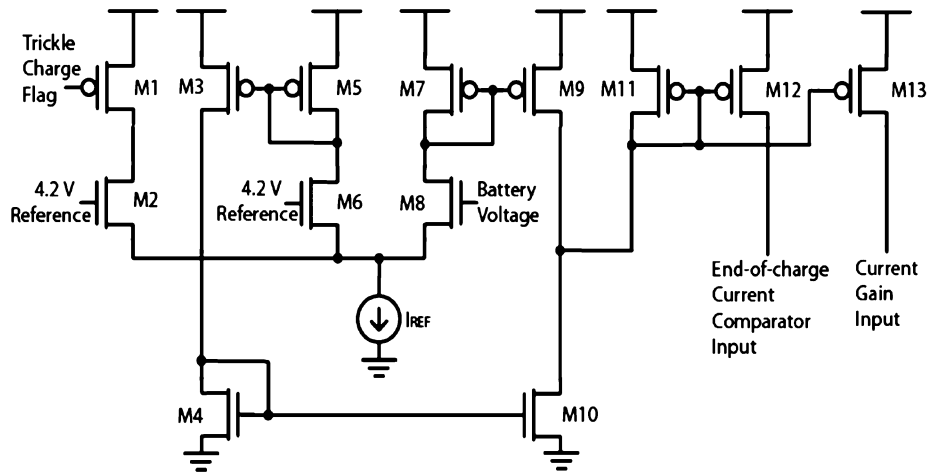 Trickle
Charge
Flag
M1
M3
M5
M7
M9
M11
M12
M13
4.2 V
Reference
M2
4.2 V
Reference
M6
M8
Battery
Voltage
IREF
End-of-charge
Current
Comparator
Input
Current
Gain
Input
M4
M10